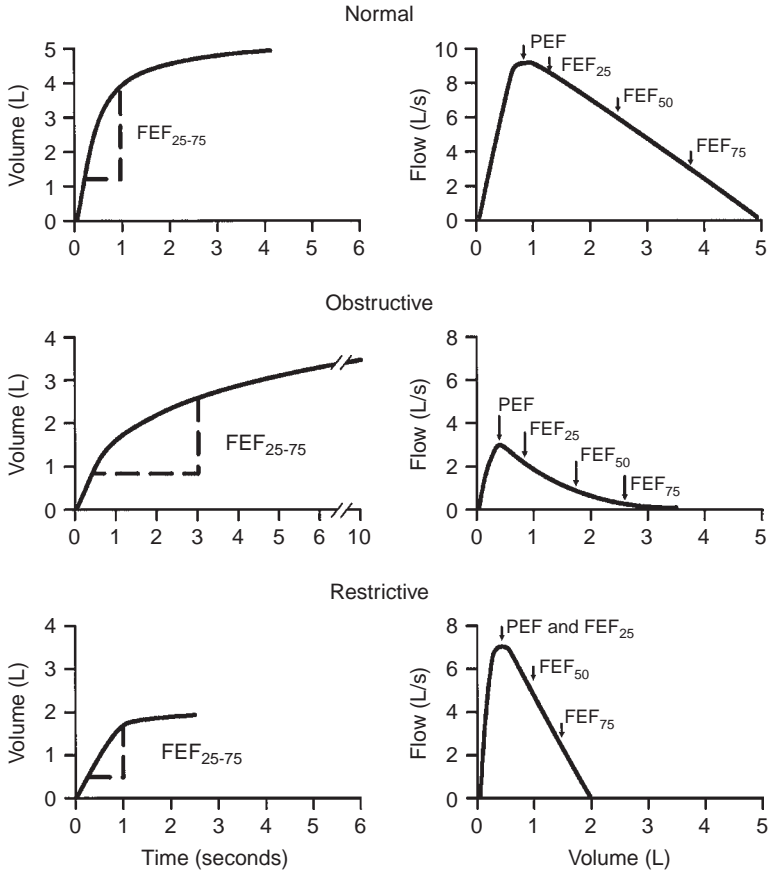 Normal
Volume (L)
5
4
3
2
1
0
FEF25-75
0 1 2 3 4 5 6
Flow (L/s)
10
8
6
4
2
0
PEF
FEF25
FEF50
FEF75
0 1 2 3 4 5
Obstructive
Volume (L)
4
3
2
1
0
FEF25-75
0 1 2 3 4 5 6 10
Flow (L/s)
8
6
4
2
0
PEF
FEF25
FEF50
FEF75
0 1 2 3 4 5
Restrictive
Volume (L)
4
3
2
1
0
FEF25-75
0 1 2 3 4 5 6
Time (seconds)
Flow (L/s)
8
6
4
2
0
PEF and FEF25
FEF50
FEF75
0 1 2 3 4 5
Volume (L)